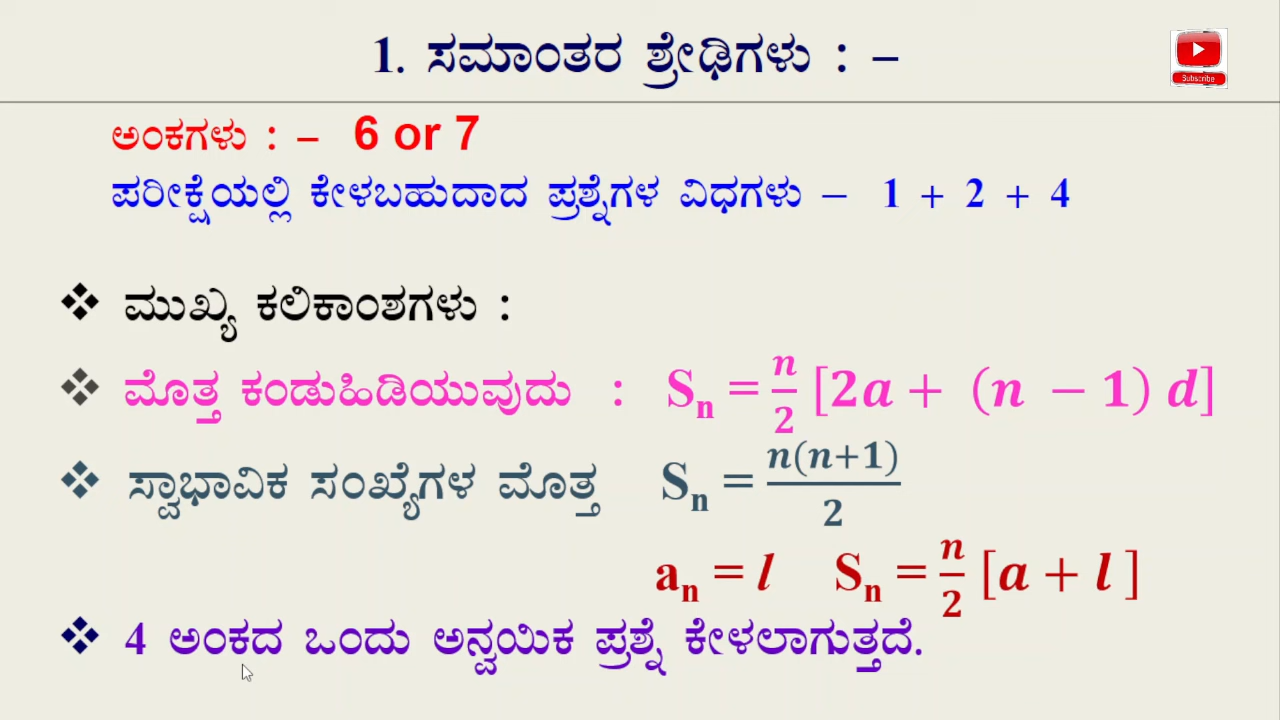 1. ಸಮಾಂತರ ಶ್ರೇಢಿಗಳು : –
Subscribe
ಅಂಕಗಳು : – 6 or 7
ಪರೀಕ್ಷೆಯಲ್ಲಿ ಕೇಳಬಹುದಾದ ಪ್ರಶ್ನೆಗಳ ವಿಧಗಳು – 1 + 2 + 4
❖ ಮುಖ್ಯ ಕಲಿಕಾಂಶಗಳು :
❖ ಮೊತ್ತ ಕಂಡುಹಿಡಿಯುವುದು : Sₙ = n/2 [2a + (n − 1) d]
❖ ಸ್ವಾಭಾವಿಕ ಸಂಖ್ಯೆಗಳ ಮೊತ್ತ Sₙ = n(n+1)/2
aₙ = l Sₙ = n/2 [a + l]
❖ 4 ಅಂಕದ ಒಂದು ಅನ್ವಯಿಕ ಪ್ರಶ್ನೆ ಕೇಳಲಾಗುತ್ತದೆ.